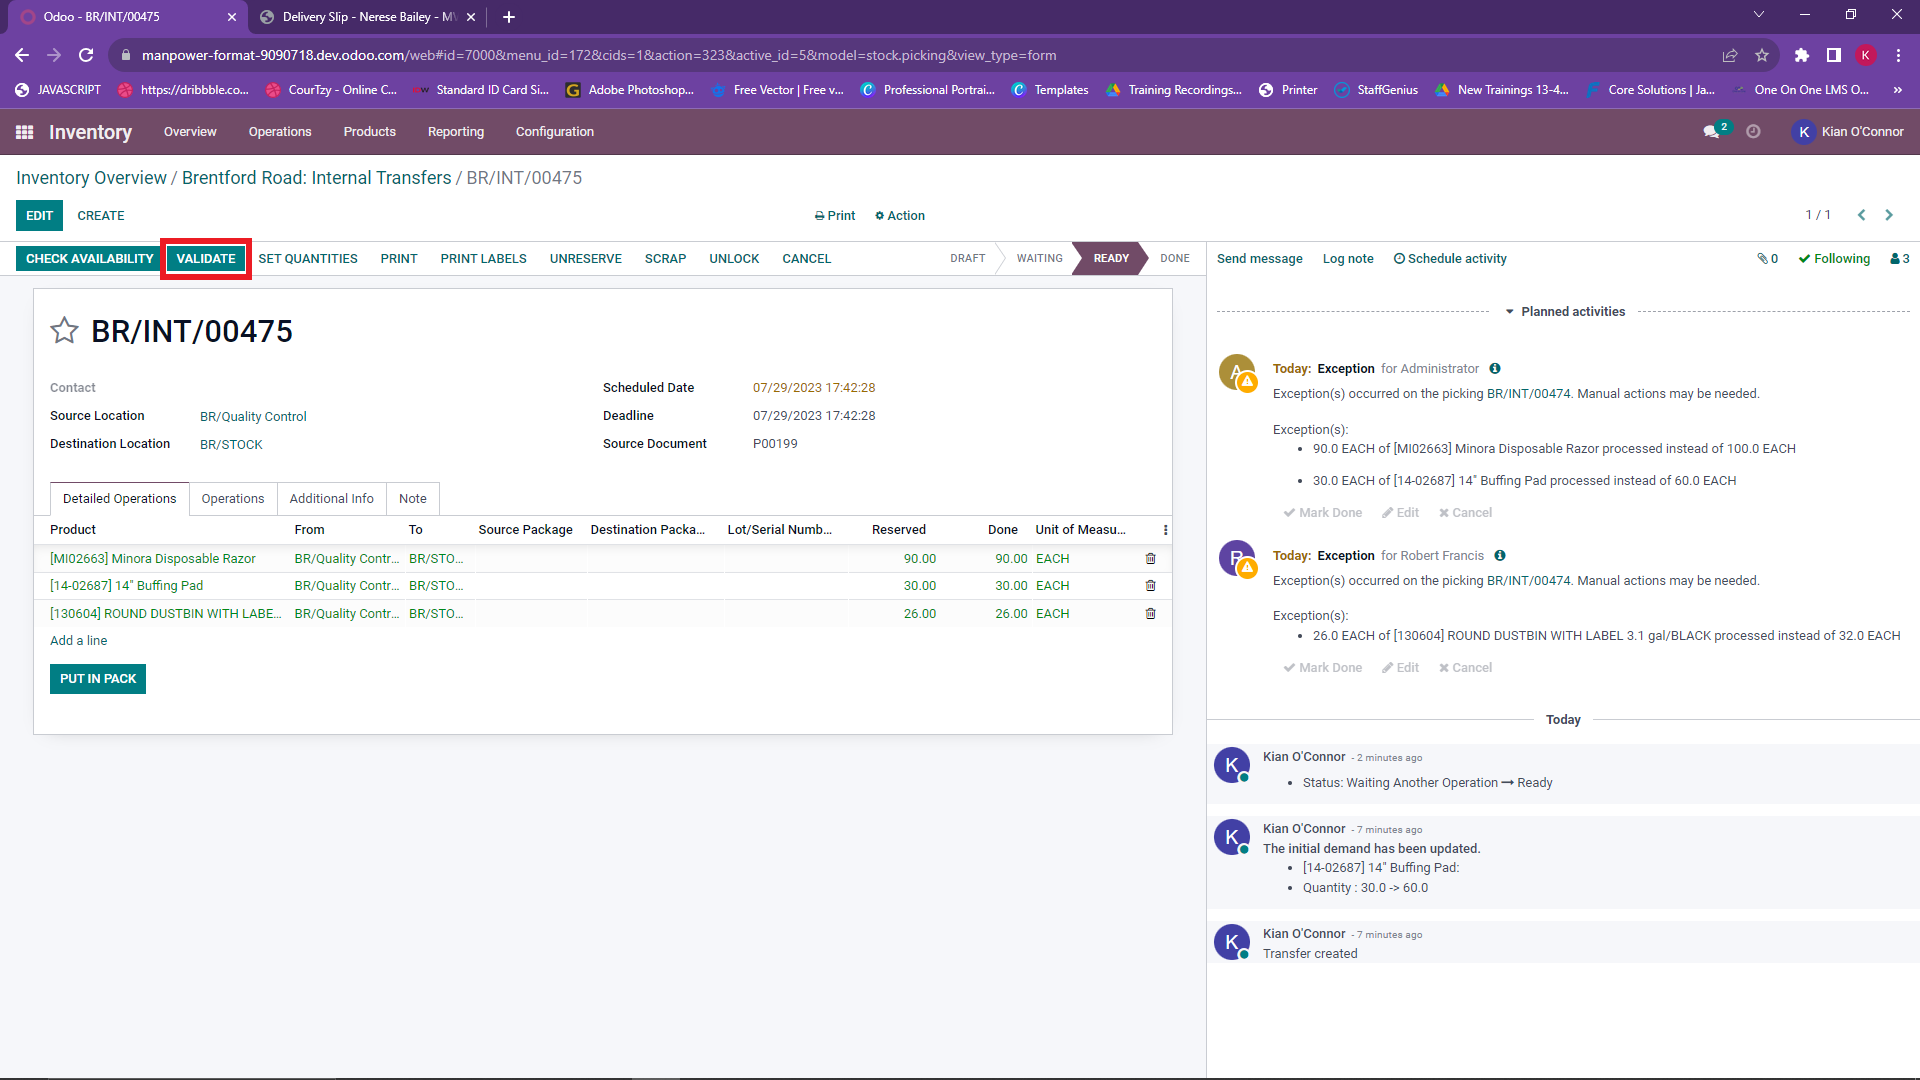 Odoo - BR/INT/00475
Delivery Slip - Nerese Bailey - M
manpower-format-9090718.dev.odoo.com/web#id=7000&menu_id=172&cids=1&action=323&active_id=5&model=stock.picking&view_type=form
K
JAVASCRIPT
https://dribbble.co...
CourTzy - Online C...
Standard ID Card Si...
Adobe Photoshop...
Free Vector | Free v...
Professional Portrai...
Templates
Training Recordings...
Printer
StaffGenius
New Trainings 13-4...
Core Solutions | Ja...
One On One LMS O...
Inventory Overview Operations Products Reporting Configuration
2
K Kian O'Connor
Inventory Overview / Brentford Road: Internal Transfers / BR/INT/00475
EDIT CREATE Print Action 1 / 1
CHECK AVAILABILITY VALIDATE SET QUANTITIES PRINT PRINT LABELS UNRESERVE SCRAP UNLOCK CANCEL DRAFT WAITING READY DONE
BR/INT/00475
Contact
Source Location BR/Quality Control
Destination Location BR/STOCK
Scheduled Date 07/29/2023 17:42:28
Deadline 07/29/2023 17:42:28
Source Document P00199
Detailed Operations Operations Additional Info Note
Product From To Source Package Destination Packa... Lot/Serial Numb... Reserved Done Unit of Measu...
[MI02663] Minora Disposable Razor BR/Quality Contr... BR/STO... 90.00 90.00 EACH
[14-02687] 14" Buffing Pad BR/Quality Contr... BR/STO... 30.00 30.00 EACH
[130604] ROUND DUSTBIN WITH LABE... BR/Quality Contr... BR/STO... 26.00 26.00 EACH
Add a line
PUT IN PACK
Send message Log note Schedule activity 0 Following 3
Planned activities
A
Today: Exception for Administrator
Exception(s) occurred on the picking BR/INT/00474. Manual actions may be needed.
Exception(s):
• 90.0 EACH of [MI02663] Minora Disposable Razor processed instead of 100.0 EACH
• 30.0 EACH of [14-02687] 14" Buffing Pad processed instead of 60.0 EACH
Mark Done Edit Cancel
Today: Exception for Robert Francis
Exception(s) occurred on the picking BR/INT/00474. Manual actions may be needed.
Exception(s):
• 26.0 EACH of [130604] ROUND DUSTBIN WITH LABEL 3.1 gal/BLACK processed instead of 32.0 EACH
Mark Done Edit Cancel
Today
K
Kian O'Connor - 2 minutes ago
• Status: Waiting Another Operation → Ready
K
Kian O'Connor - 7 minutes ago
The initial demand has been updated.
• [14-02687] 14" Buffing Pad:
• Quantity : 30.0 -> 60.0
K
Kian O'Connor - 7 minutes ago
Transfer created